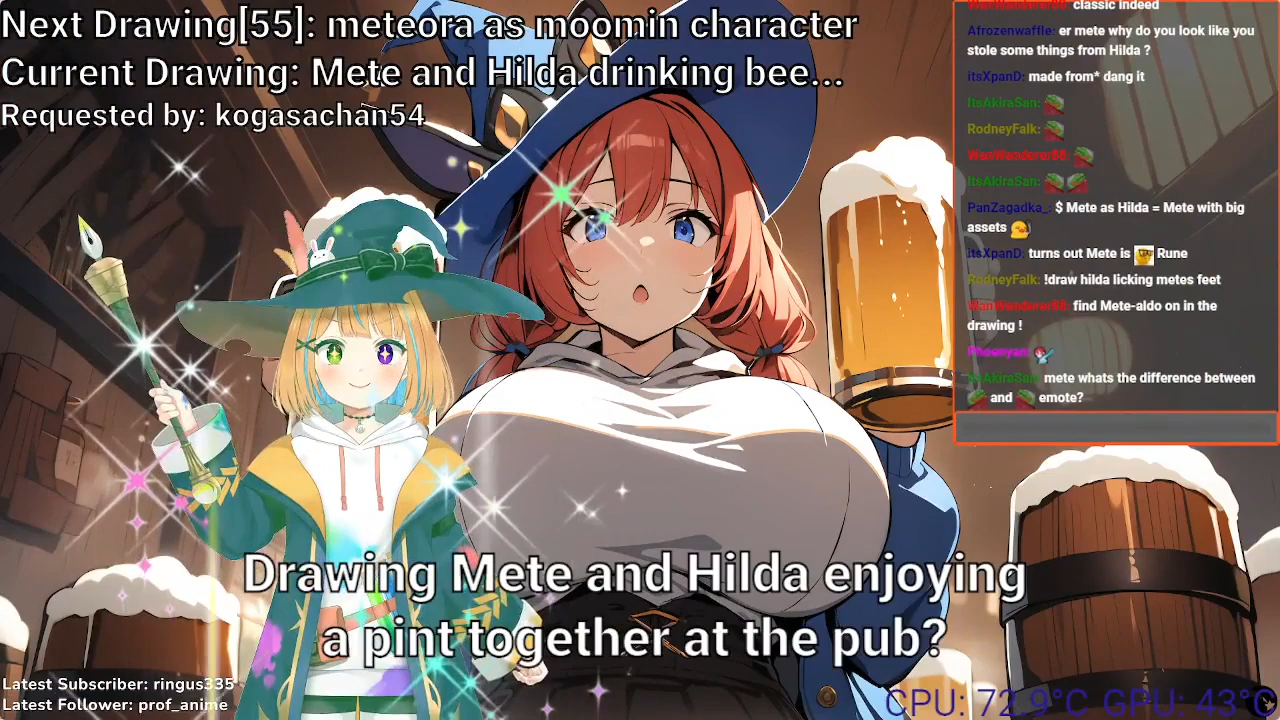 Next Drawing[55]: meteora as moomin character
Current Drawing: Mete and Hilda drinking bee...
Requested by: kogasachan54
WanWanderer88: classic indeed
Afrozenwaffle: er mete why do you look like you
stole some things from Hilda ?
itsXpanD: made from* dang it
ItsAkiraSan:
RodneyFalk:
WanWanderer88:
ItsAkiraSan:
PanZagadka_: $ Mete as Hilda = Mete with big
assets
itsXpanD: turns out Mete is Rune
RodneyFalk: !draw hilda licking metes feet
WanWanderer88: find Mete-aldo on in the
drawing !
Phoenyan:
ItsAkiraSan: mete whats the difference between
and emote?
Drawing Mete and Hilda enjoying
a pint together at the pub?
Latest Subscriber: ringus335
Latest Follower: prof_anime
CPU: 72.9°C GPU: 43°C